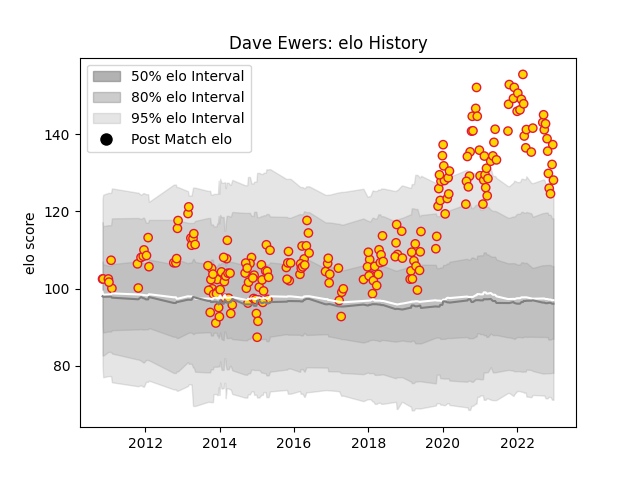 Dave Ewers: elo History
50% elo Interval
80% elo Interval
95% elo Interval
Post Match elo
elo score
140
120
100
80
2012 2014 2016 2018 2020 2022